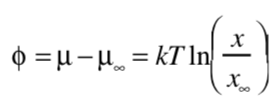 ϕ = μ − μ∞ = kT ln(x / x∞)